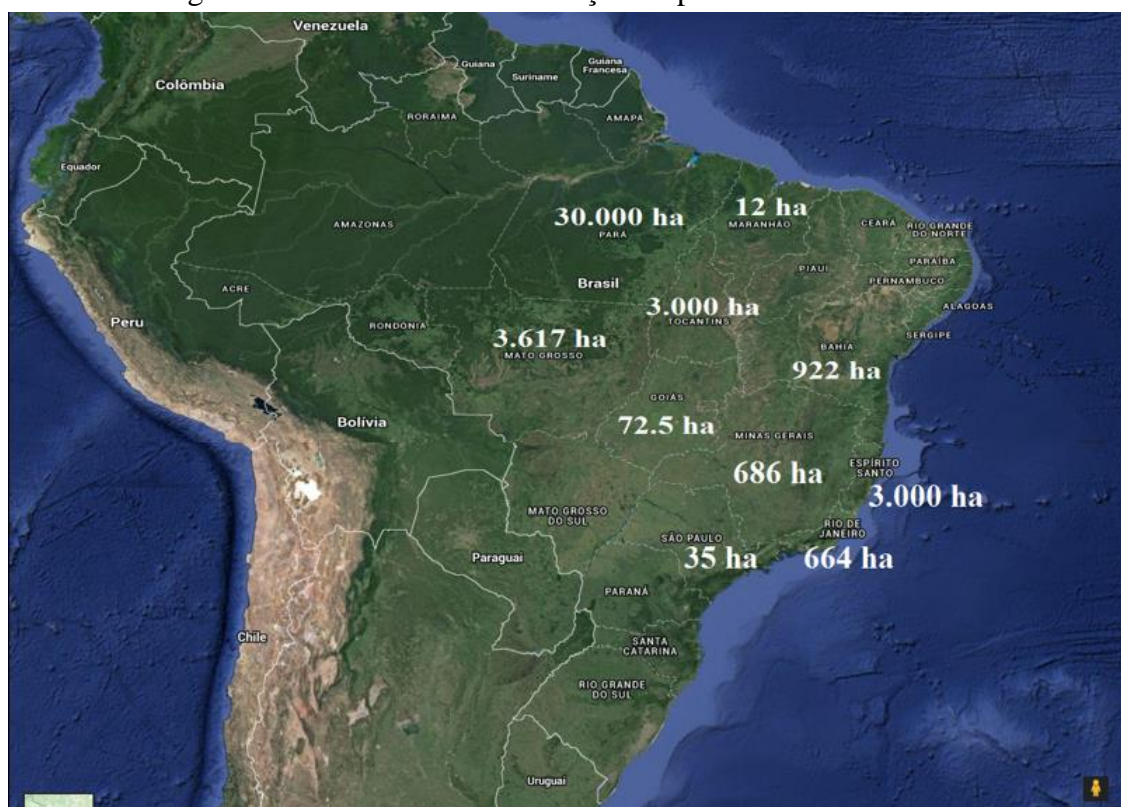 Venezuela
Guiana
Suriname
Guiana
Francesa
Colômbia
RORAIMA
AMAPÁ
Equador
AMAZONAS
30.000 ha
PARÁ
12 ha
MARANHÃO
CEARÁ
RIO GRANDE
DO NORTE
PARAÍBA
PIAUÍ
PERNAMBUCO
ACRE
Brasil
ALAGOAS
Peru
RONDÔNIA
3.000 ha
TOCANTINS
SERGIPE
3.617 ha
MATO GROSSO
BAHIA
922 ha
GOIÁS
72.5 ha
Bolívia
MINAS GERAIS
686 ha
ESPÍRITO
SANTO
3.000 ha
MATO GROSSO
DO SUL
RIO DE
JANEIRO
664 ha
SÃO PAULO
35 ha
Paraguai
PARANÁ
Chile
SANTA
CATARINA
RIO GRANDE
DO SUL
Uruguai